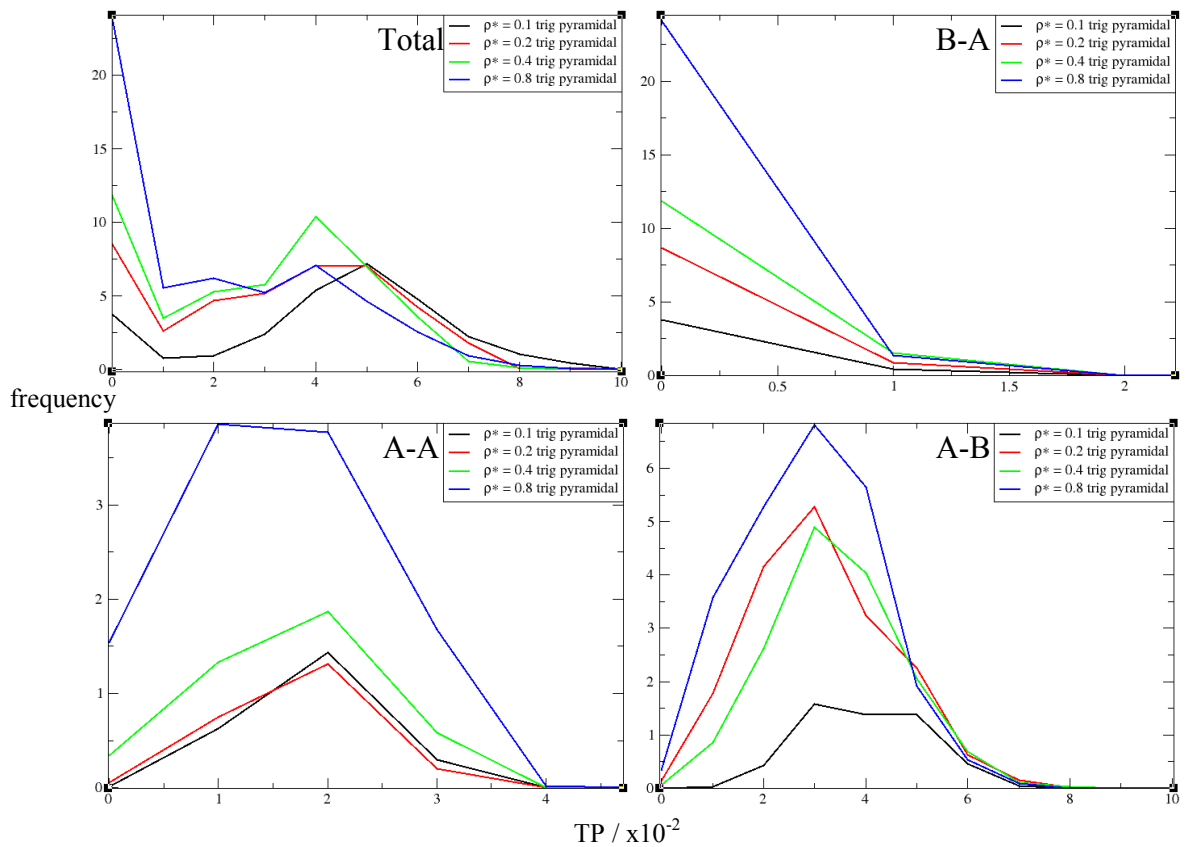 Total
ρ* = 0.1 trig pyramidal
ρ* = 0.2 trig pyramidal
ρ* = 0.4 trig pyramidal
ρ* = 0.8 trig pyramidal
20
15
10
5
0
0 2 4 6 8 10
B-A
ρ* = 0.1 trig pyramidal
ρ* = 0.2 trig pyramidal
ρ* = 0.4 trig pyramidal
ρ* = 0.8 trig pyramidal
20
15
10
5
0
0 0.5 1 1.5 2
frequency
A-A
ρ* = 0.1 trig pyramidal
ρ* = 0.2 trig pyramidal
ρ* = 0.4 trig pyramidal
ρ* = 0.8 trig pyramidal
3
2
1
0
0 1 2 3 4
A-B
ρ* = 0.1 trig pyramidal
ρ* = 0.2 trig pyramidal
ρ* = 0.4 trig pyramidal
ρ* = 0.8 trig pyramidal
6
5
4
3
2
1
0
0 2 4 6 8 10
TP / x10⁻²